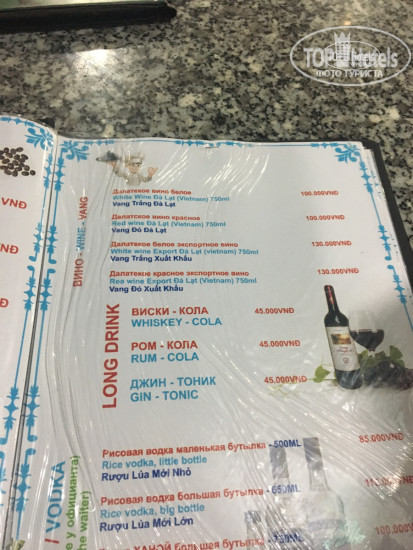 TOP Hotels
ФОТО ТУРИСТА
ВИНО - WINE - VANG
Далатское вино белое
White Wine Đà Lạt (Vietnam) 750ml
Vang Trắng Đà Lạt
100.000VNĐ
Далатское вино красное
Red wine Đà Lạt (Vietnam) 750ml
Vang Đỏ Đà Lạt
100.000VNĐ
Далатское белое экспортное вино
White wine Export Đà Lạt (vietnam) 750ml
Vang Trắng Xuất Khẩu
130.000VNĐ
Далатское красное экспортное вино
Red wine Export Đà Lạt (Vietnam) 750ml
Vang Đỏ Xuất Khẩu
130.000VNĐ
LONG DRINK
ВИСКИ - КОЛА
WHISKEY - COLA
45.000VNĐ
РОМ - КОЛА
RUM - COLA
45.000VNĐ
ДЖИН - ТОНИК
GIN - TONIC
45.000VNĐ
VODKA
Рисовая водка маленькая бутылка - 500ML
Rice vodka, little bottle
Rượu Lúa Mới Nhỏ
85.000VNĐ
Рисовая водка большая бутылка - 650ML
Rice vodka, big bottle
Rượu Lúa Mới Lớn
ХАНОЙ большая бутылка - 750ML